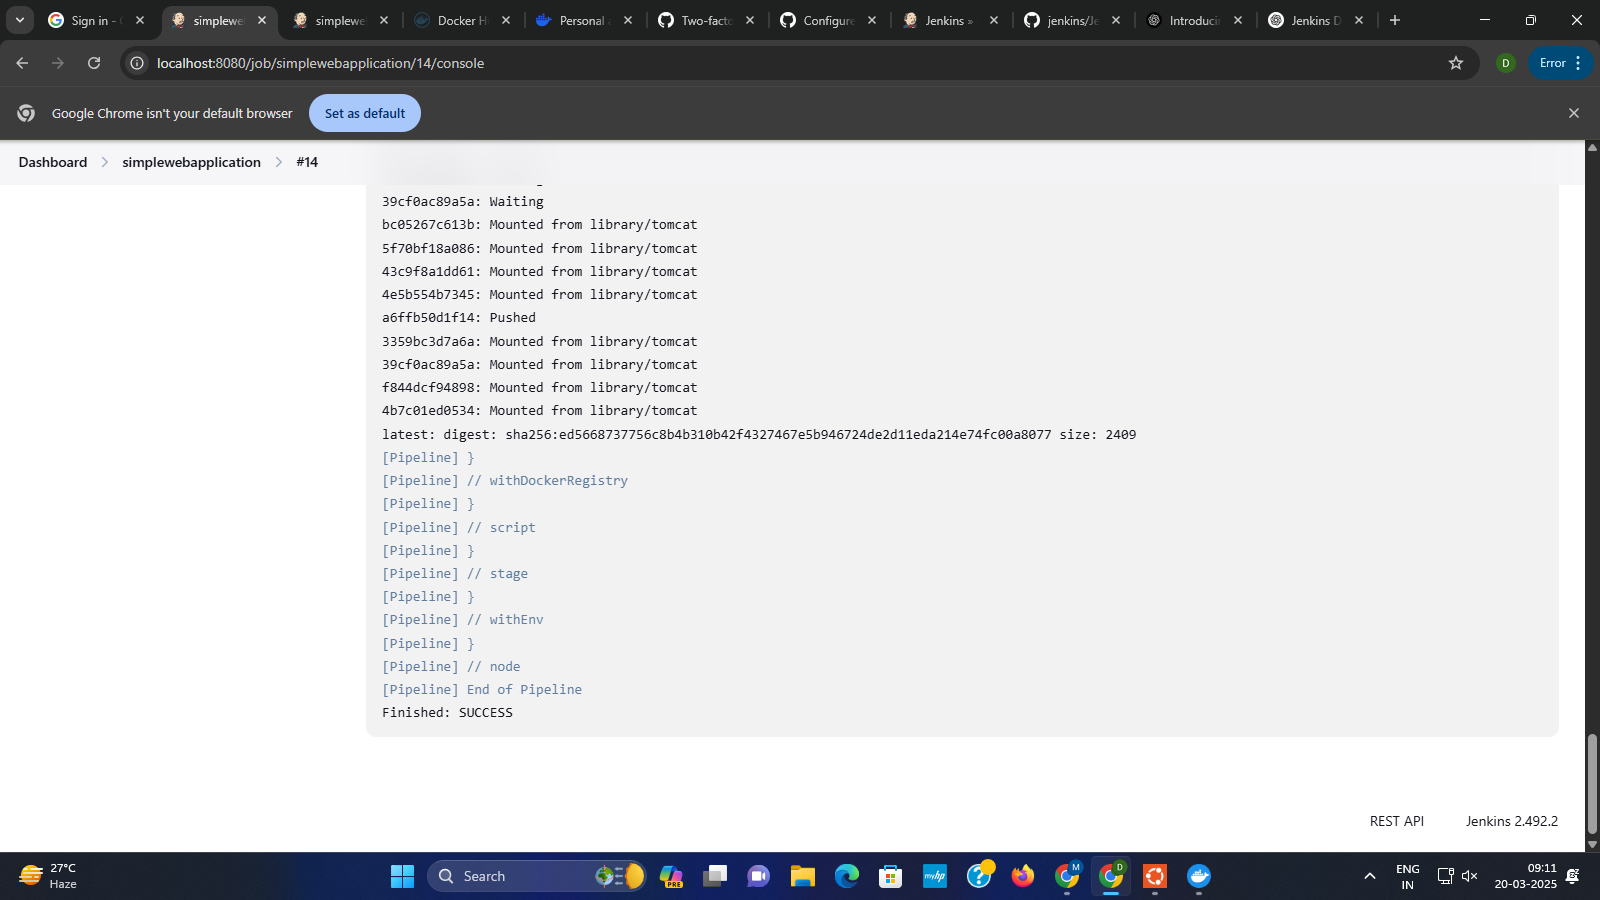 Sign in - G
simplewe
simplewe
Docker H
Personal a
Two-facto
Configure
Jenkins »
jenkins/Je
Introducin
Jenkins D
localhost:8080/job/simplewebapplication/14/console
D
Error
Google Chrome isn't your default browser
Set as default
Dashboard
simplewebapplication
#14
39cf0ac89a5a: Waiting
bc05267c613b: Mounted from library/tomcat
5f70bf18a086: Mounted from library/tomcat
43c9f8a1dd61: Mounted from library/tomcat
4e5b554b7345: Mounted from library/tomcat
a6ffb50d1f14: Pushed
3359bc3d7a6a: Mounted from library/tomcat
39cf0ac89a5a: Mounted from library/tomcat
f844dcf94898: Mounted from library/tomcat
4b7c01ed0534: Mounted from library/tomcat
latest: digest: sha256:ed5668737756c8b4b310b42f4327467e5b946724de2d11eda214e74fc00a8077 size: 2409
[Pipeline] }
[Pipeline] // withDockerRegistry
[Pipeline] }
[Pipeline] // script
[Pipeline] }
[Pipeline] // stage
[Pipeline] }
[Pipeline] // withEnv
[Pipeline] }
[Pipeline] // node
[Pipeline] End of Pipeline
Finished: SUCCESS
REST API
Jenkins 2.492.2
27°C
Haze
Search
PRE
myhp
M
D
ENG
IN
09:11
20-03-2025